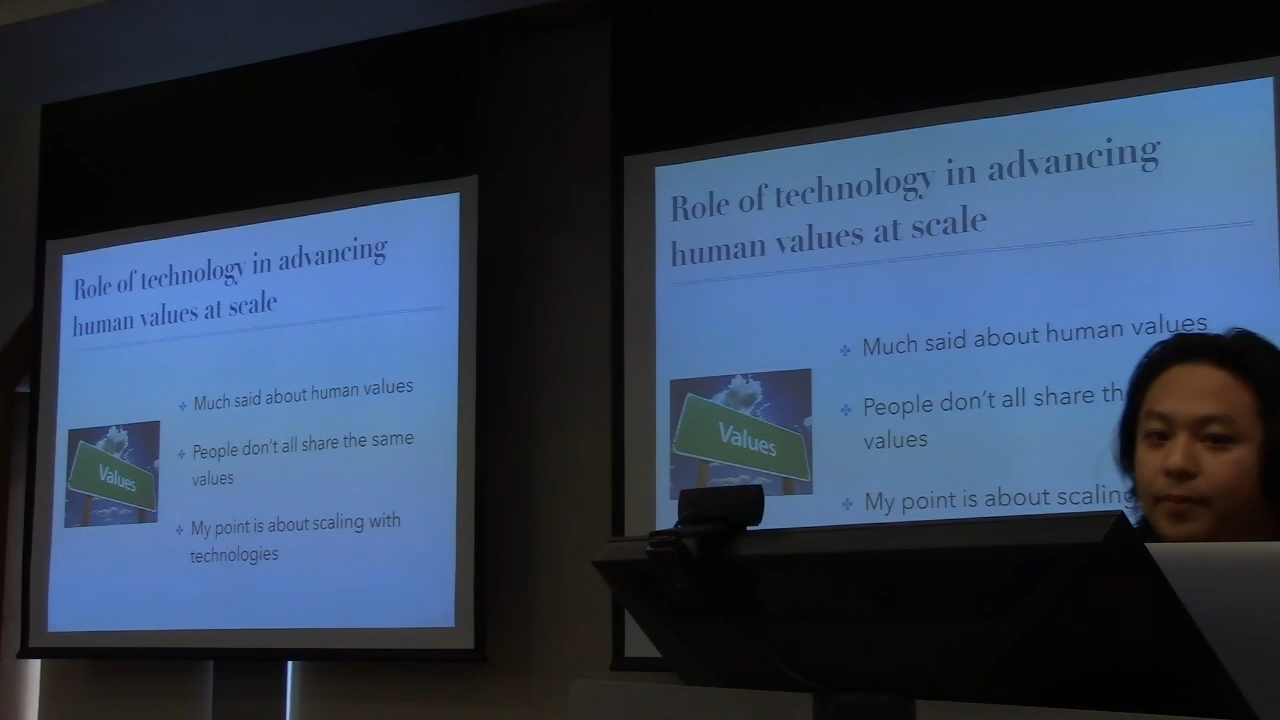 Role of technology in advancing
human values at scale
Much said about human values
People don't all share the same
values
My point is about scaling with
technologies
Values
Role of technology in advancing
human values at scale
Much said about human values
People don't all share th
values
My point is about scaling
Values